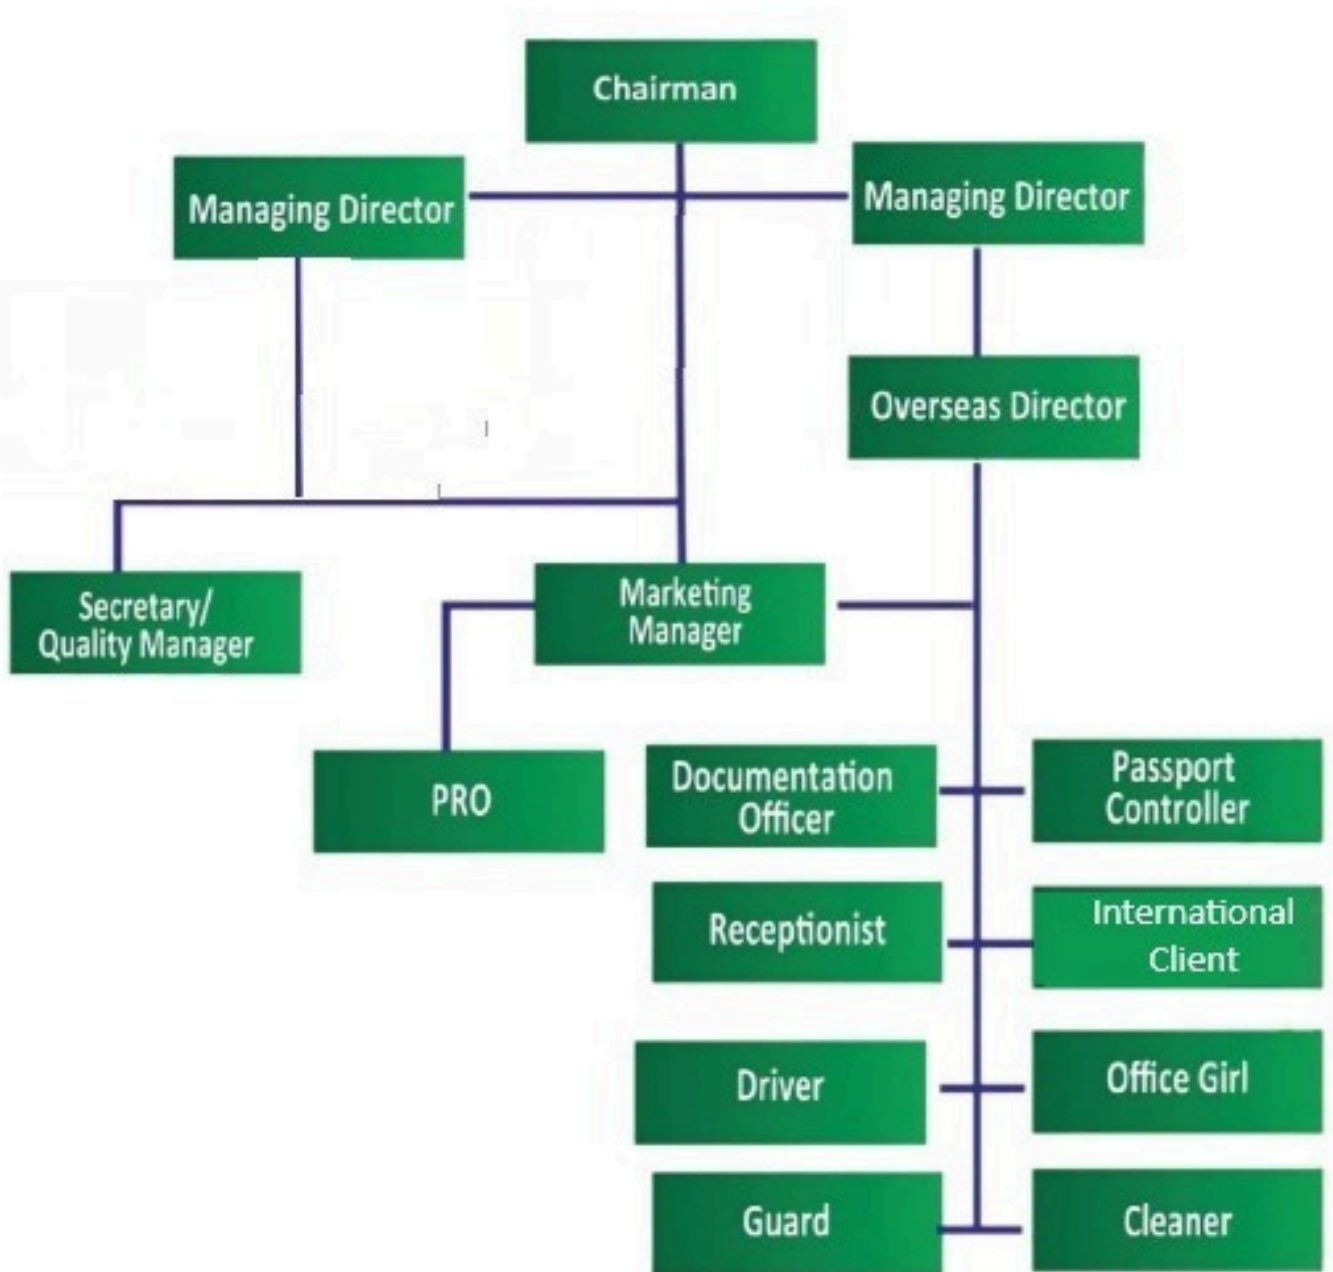 Chairman
Managing Director
Managing Director
Overseas Director
Secretary/
Quality Manager
Marketing
Manager
PRO
Documentation
Officer
Passport
Controller
Receptionist
International
Client
Driver
Office Girl
Guard
Cleaner